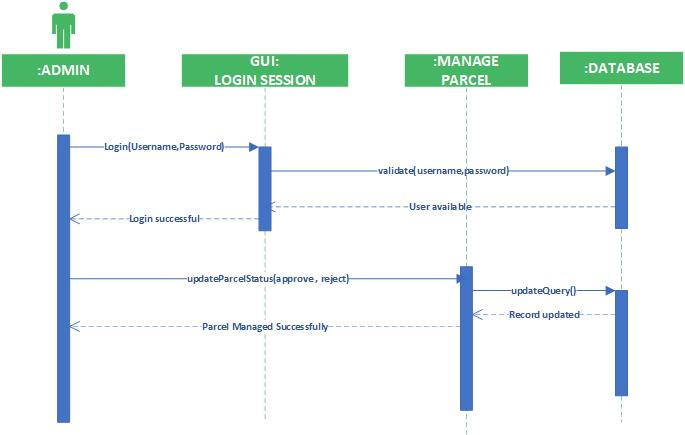 :ADMIN
GUI:
LOGIN SESSION
:MANAGE
PARCEL
:DATABASE
Login(Username,Password)
validate(username,password)
User available
Login successful
updateParcelStatus(approve , reject)
updateQuery()
Record updated
Parcel Managed Successfully